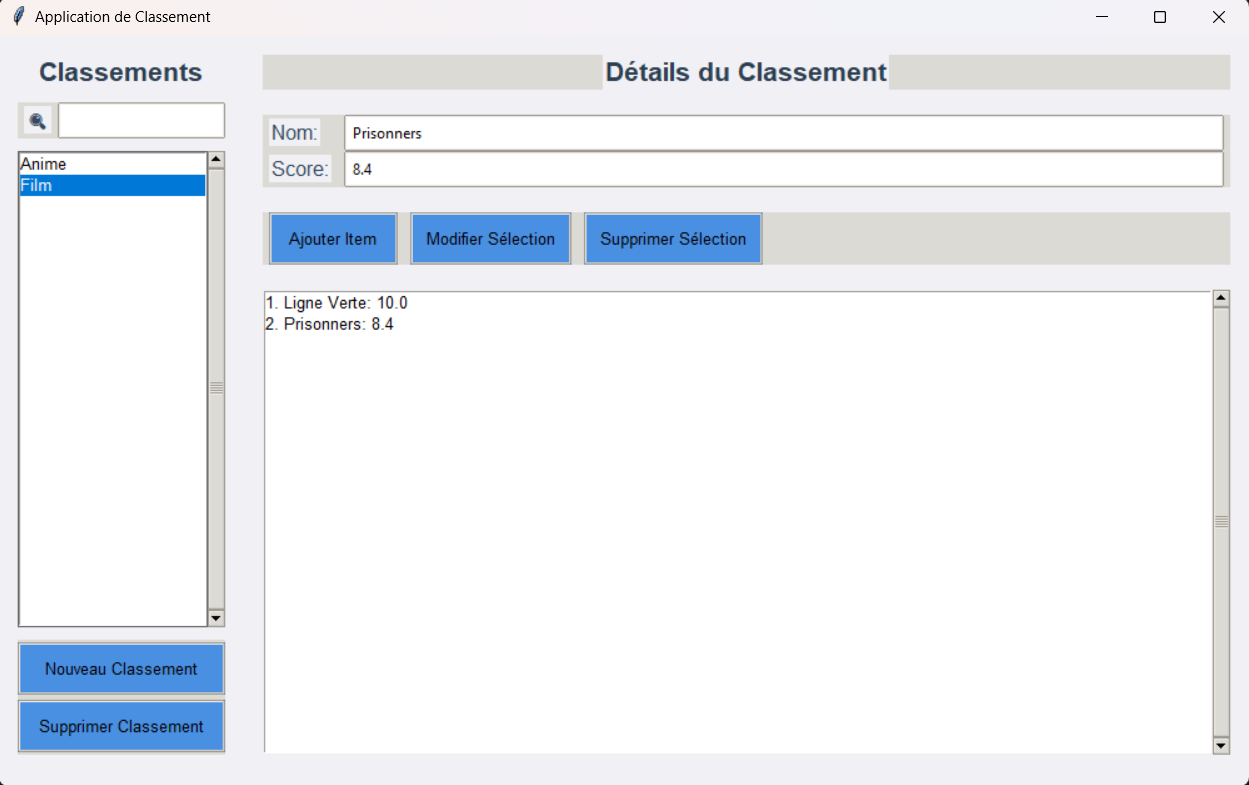 Application de Classement
Classements
Anime
Film
Nouveau Classement
Supprimer Classement
Détails du Classement
Nom: Prisonners
Score: 8.4
Ajouter Item Modifier Sélection Supprimer Sélection
1. Ligne Verte: 10.0
2. Prisonners: 8.4